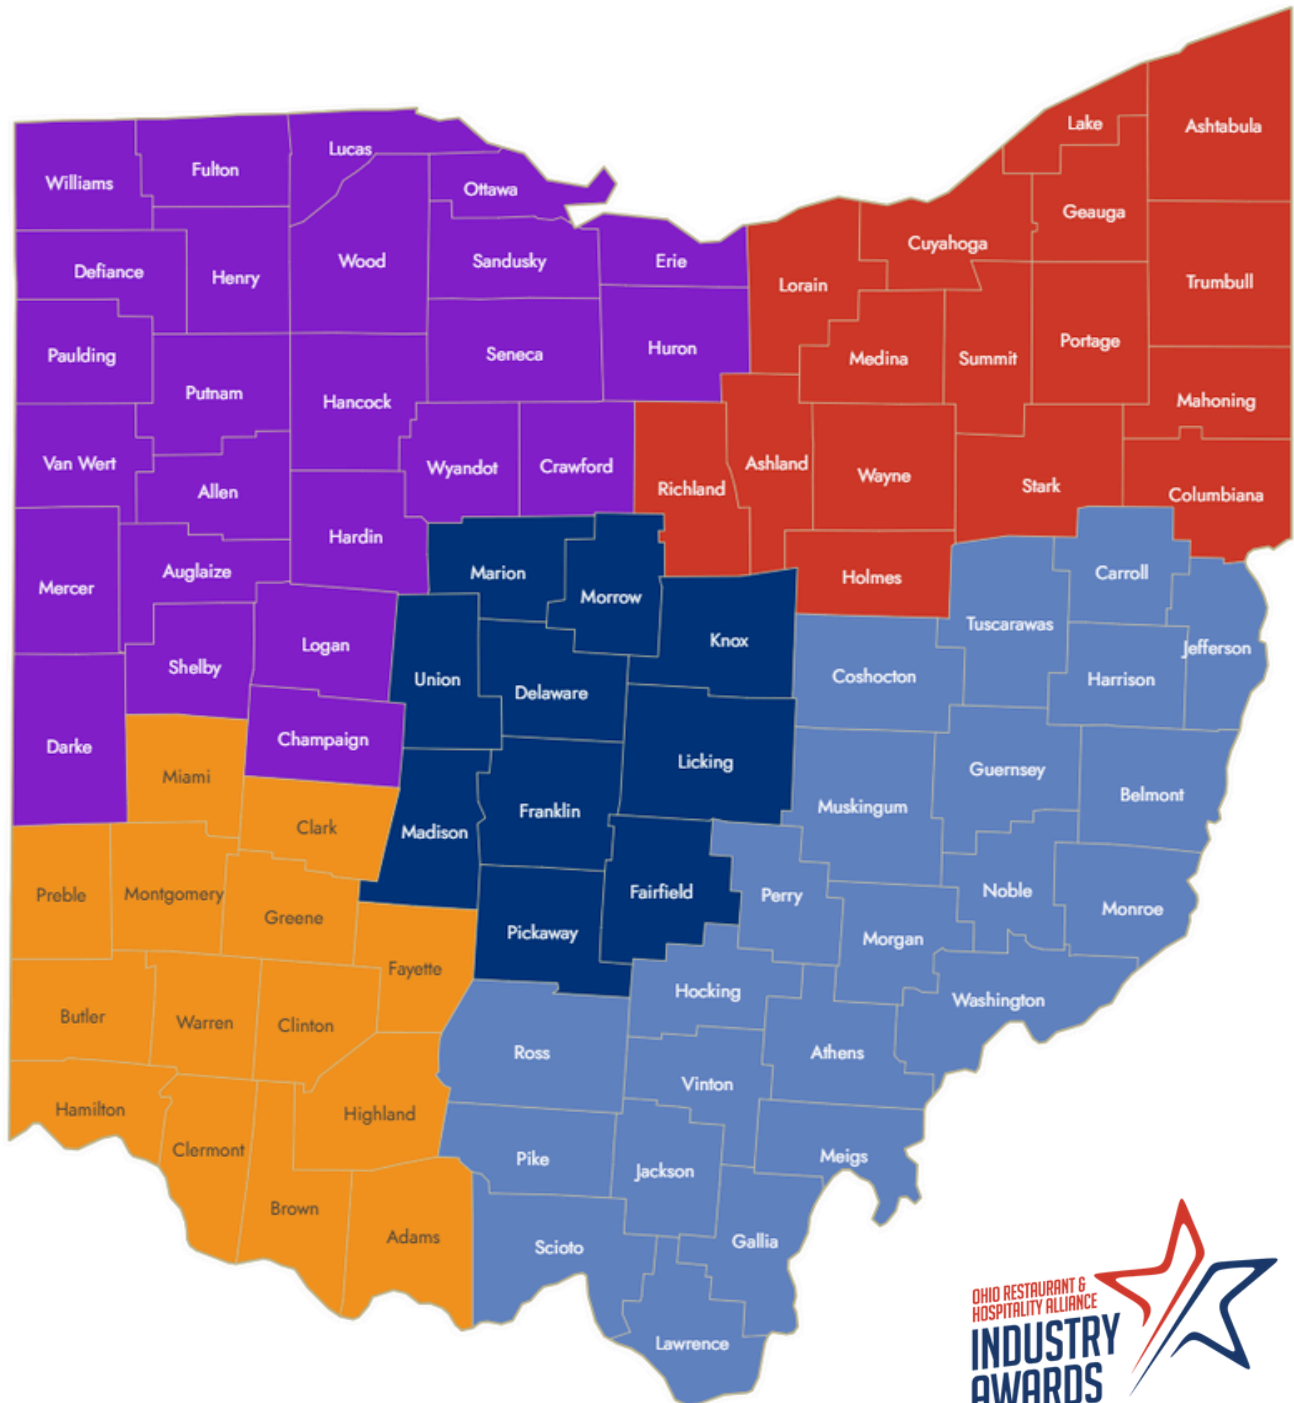 Lake
Ashtabula
Lucas
Fulton
Williams
Ottawa
Geauga
Cuyahoga
Wood
Sandusky
Erie
Defiance
Henry
Lorain
Trumbull
Paulding
Seneca
Huron
Medina
Summit
Portage
Putnam
Hancock
Mahoning
Van Wert
Wyandot
Crawford
Ashland
Wayne
Allen
Richland
Stark
Columbiana
Hardin
Mercer
Auglaize
Marion
Morrow
Holmes
Carroll
Tuscarawas
Logan
Knox
Jefferson
Shelby
Union
Delaware
Coshocton
Harrison
Darke
Champaign
Miami
Licking
Guernsey
Belmont
Clark
Madison
Franklin
Muskingum
Preble
Montgomery
Greene
Fairfield
Perry
Noble
Monroe
Pickaway
Morgan
Fayette
Hocking
Washington
Butler
Warren
Clinton
Ross
Athens
Vinton
Hamilton
Highland
Clermont
Pike
Jackson
Meigs
Brown
Adams
Scioto
Gallia
Lawrence
OHIO RESTAURANT &
HOSPITALITY ALLIANCE
INDUSTRY
AWARDS